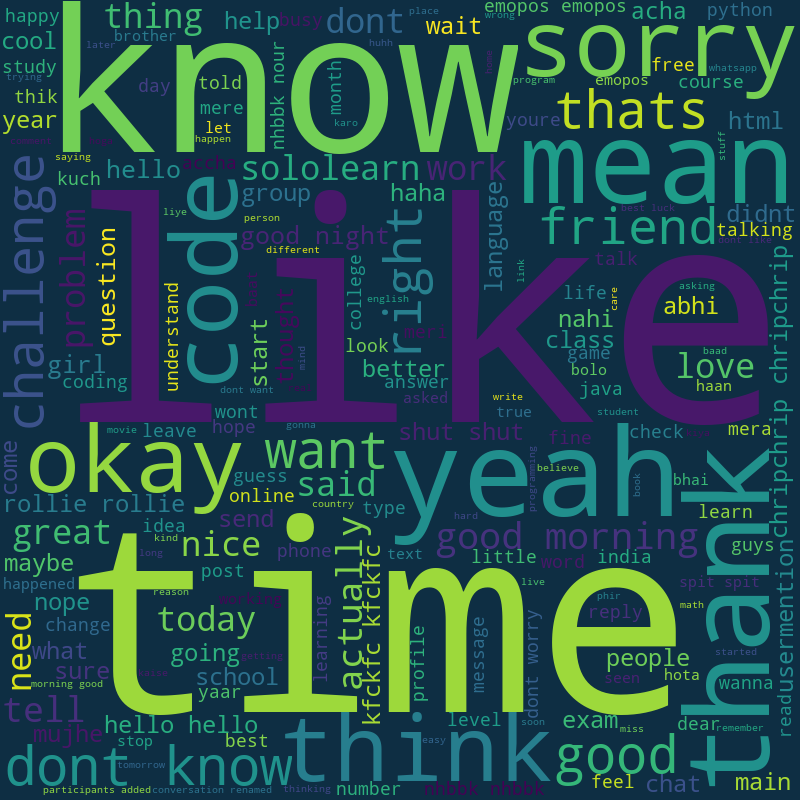 happy
thing
help
busy
dont
wait
emopos emopos
acha
python
know
sorry
cool
brother
place
wrong
later
huhh
study
trying
thik
day
told
mere
let
happen
nhbbk nour
month
karo
home
program
emopos
free
whatsapp
course
year
thats
youre
stuff
html
saying
hello
accha
kuch
sololearn
work
mean
group
haha
language
didnt
challenge
problem
question
code
liye
person
good night
different
right
friend
best luck
talking
dont like
talk
like
understand
start
thought
college
english
link
life
asking
care
abhi
nahi
look
class
game
bolo
baad
love
haan
girl
coding
mind
better
answer
dont want
asked
write
java
true
student
chripchrip chripchrip
movie
leave
wont
hope
gonna
shut shut
fine
check
mera
come
okay
want
yeah
programming
believe
book
bhai
rollie rollie
guess
online
said
type
country
learn
thank
readusermention
great
idea
send
nice
phone
actually
kfckfc kfckfc
hard
good morning
guys
kind
text
little
word
india
maybe
long
post
live
spit spit
phir
math
happened
reason
working
nope
time
reply
need
change
today
learning
profile
message
dont worry
started
what
going
people
sure
school
getting
seen
hota
wanna
morning good
yaar
tell
hello hello
level
soon
exam
dear
remember
mujhe
stop
best
think
easy
miss
good
dont know
tomorrow
feel
chat
main
participants added
conversation renamed
thinking
number
nhbbk nhbbk